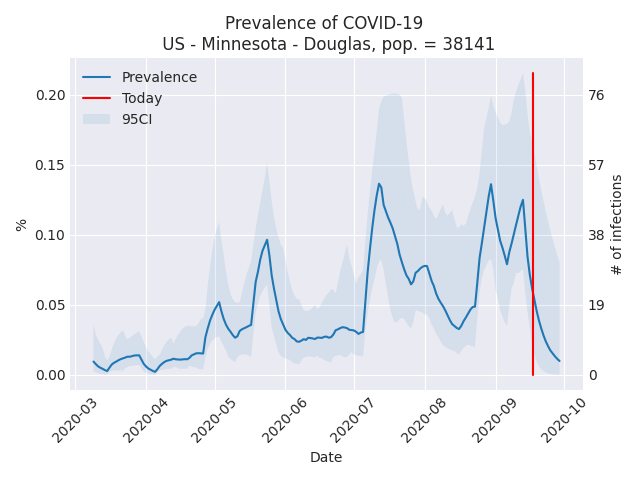 Prevalence of COVID-19
US - Minnesota - Douglas, pop. = 38141
Prevalence
Today
95CI
%
0.20
0.15
0.10
0.05
0.00
76
57
38
19
0
# of infections
2020-03
2020-04
2020-05
2020-06
2020-07
2020-08
2020-09
2020-10
Date